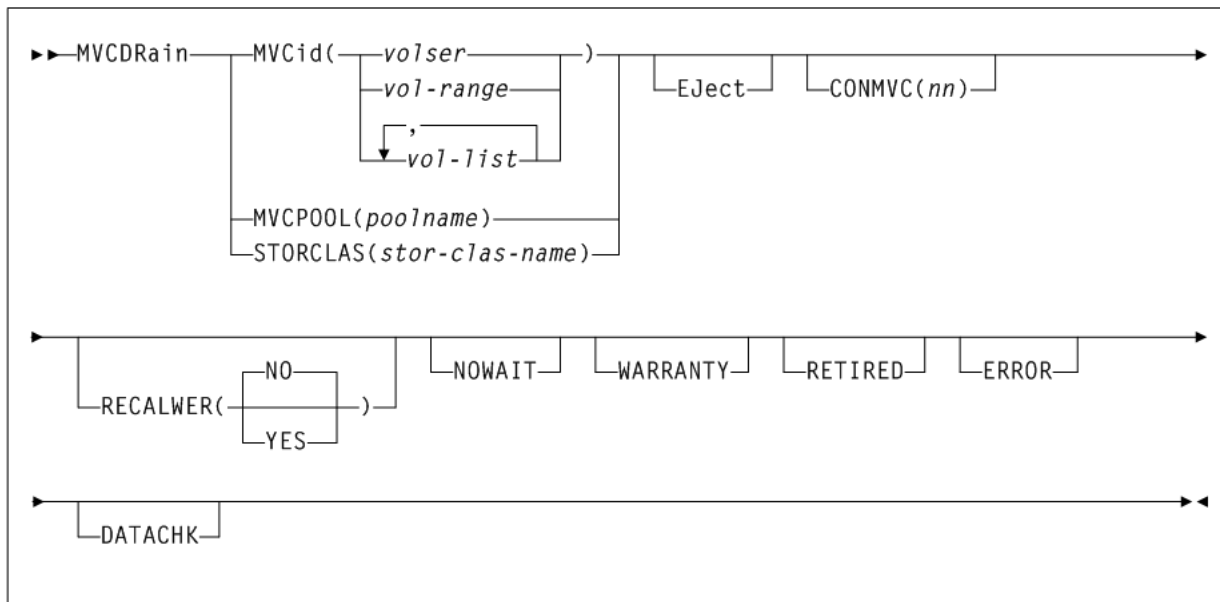 MVCDRain MVCid( volser ) EJect CONMVC(nn)
vol-range
,
vol-list
MVCPOOL(poolname)
STORCLAS(stor-clas-name)
RECALWER( NO ) NOWAIT WARRANTY RETIRED ERROR
YES
DATACHK